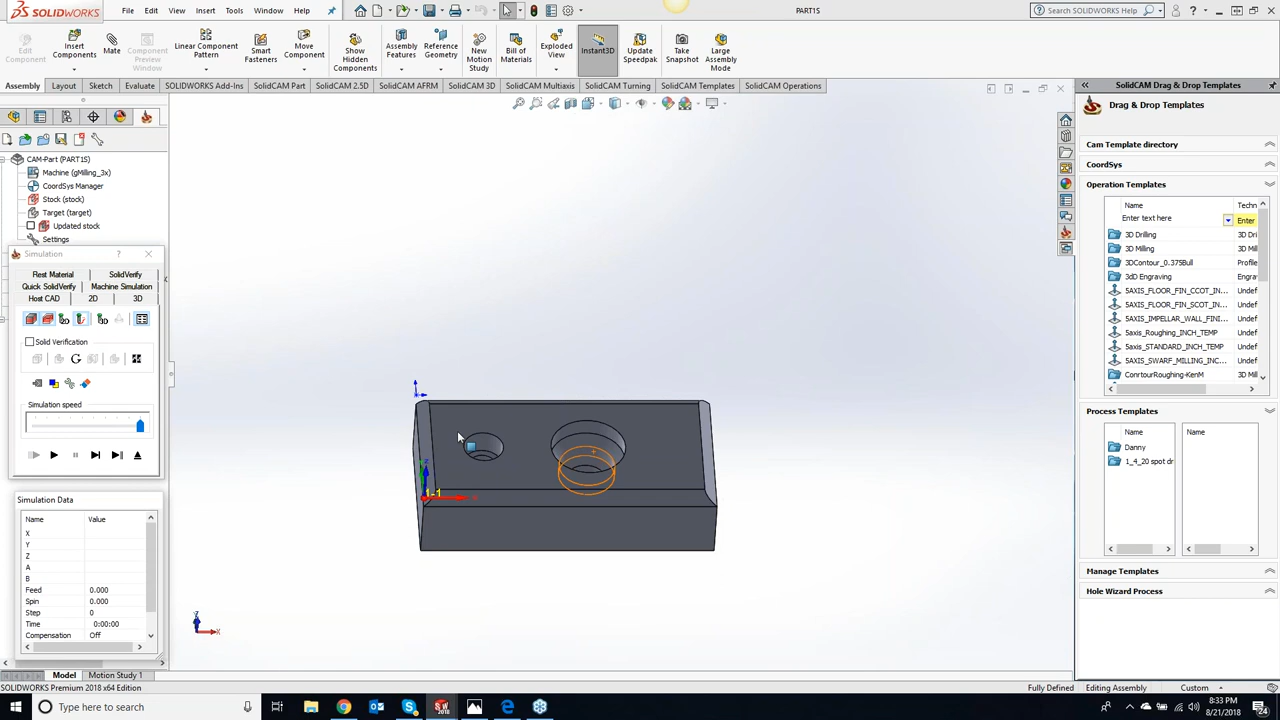 SOLIDWORKS File Edit View Insert Tools Window Help PART1S Search SOLIDWORKS Help
Edit Component
Insert Components
Mate
Component Preview Window
Linear Component Pattern
Smart Fasteners
Move Component
Show Hidden Components
Assembly Features
Reference Geometry
New Motion Study
Bill of Materials
Exploded View
Instant3D
Update Speedpak
Take Snapshot
Large Assembly Mode
Assembly Layout Sketch Evaluate SOLIDWORKS Add-Ins SolidCAM Part SolidCAM 2.5D SolidCAM AFRM SolidCAM 3D SolidCAM Multiaxis SolidCAM Turning SolidCAM Templates SolidCAM Operations
SolidCAM Drag & Drop Templates
Drag & Drop Templates
Cam Template directory
CoordSys
Operation Templates
Name Techn
Enter text here Enter
3D Drilling 3D Dri
3D Milling 3D Mil
3DContour_0.375Bull Profile
3dD Engraving Engra
5AXIS_FLOOR_FIN_CCOT_IN... Undef
5AXIS_FLOOR_FIN_SCOT_IN... Undef
5AXIS_IMPELLAR_WALL_FINI... Undef
5axis_Roughing_INCH_TEMP Undef
5axis_STANDARD_INCH_TEMP Undef
5AXIS_SWARF_MILLING_INC... Undef
ConrtourRoughing-KenM 3D Mil
Process Templates
Name Name
Danny
1_4_20 spot dr
Manage Templates
Hole Wizard Process
CAM-Part (PART1S)
Machine (gMilling_3x)
CoordSys Manager
Stock (stock)
Target (target)
Updated stock
Settings
Simulation ?
Rest Material SolidVerify
Quick SolidVerify Machine Simulation
Host CAD 2D 3D
Solid Verification
Simulation speed
Simulation Data
Name Value
X
Y
Z
A
B
Feed 0.000
Spin 0.000
Step 0
Time 0:00:00
Compensation Off
1-1
Z
X
Model Motion Study 1
SOLIDWORKS Premium 2018 x64 Edition Fully Defined Editing Assembly Custom
Type here to search
8:33 PM
8/21/2018
24